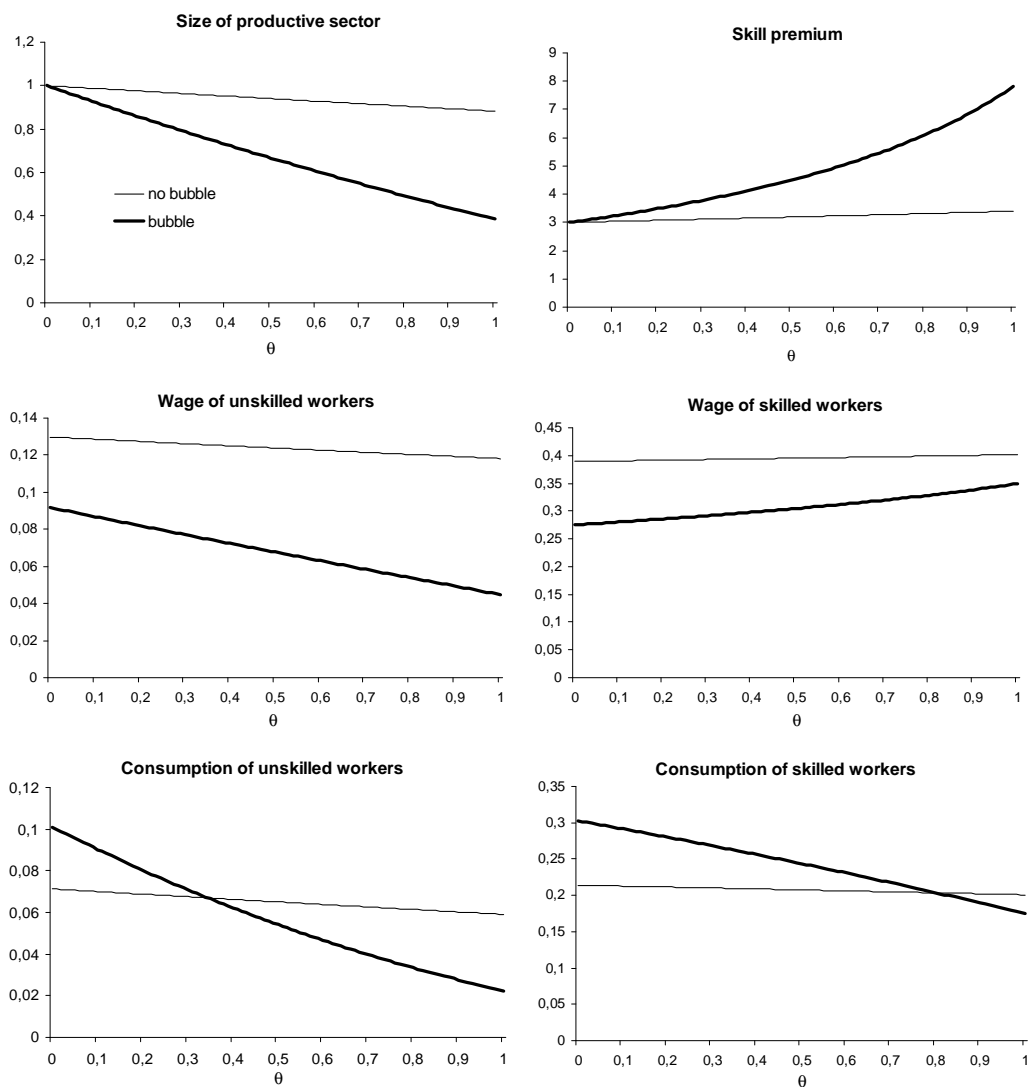 Size of productive sector
1,2
1
0,8
0,6
0,4
0,2
0
no bubble
bubble
0 0,1 0,2 0,3 0,4 0,5 0,6 0,7 0,8 0,9 1
θ
Skill premium
9
8
7
6
5
4
3
2
1
0
0 0,1 0,2 0,3 0,4 0,5 0,6 0,7 0,8 0,9 1
θ
Wage of unskilled workers
0,14
0,12
0,1
0,08
0,06
0,04
0,02
0
0 0,1 0,2 0,3 0,4 0,5 0,6 0,7 0,8 0,9 1
θ
Wage of skilled workers
0,45
0,4
0,35
0,3
0,25
0,2
0,15
0,1
0,05
0
0 0,1 0,2 0,3 0,4 0,5 0,6 0,7 0,8 0,9 1
θ
Consumption of unskilled workers
0,12
0,1
0,08
0,06
0,04
0,02
0
0 0,1 0,2 0,3 0,4 0,5 0,6 0,7 0,8 0,9 1
θ
Consumption of skilled workers
0,35
0,3
0,25
0,2
0,15
0,1
0,05
0
0 0,1 0,2 0,3 0,4 0,5 0,6 0,7 0,8 0,9 1
θ